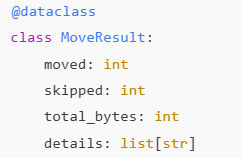 @dataclass
class MoveResult:
    moved: int
    skipped: int
    total_bytes: int
    details: list[str]